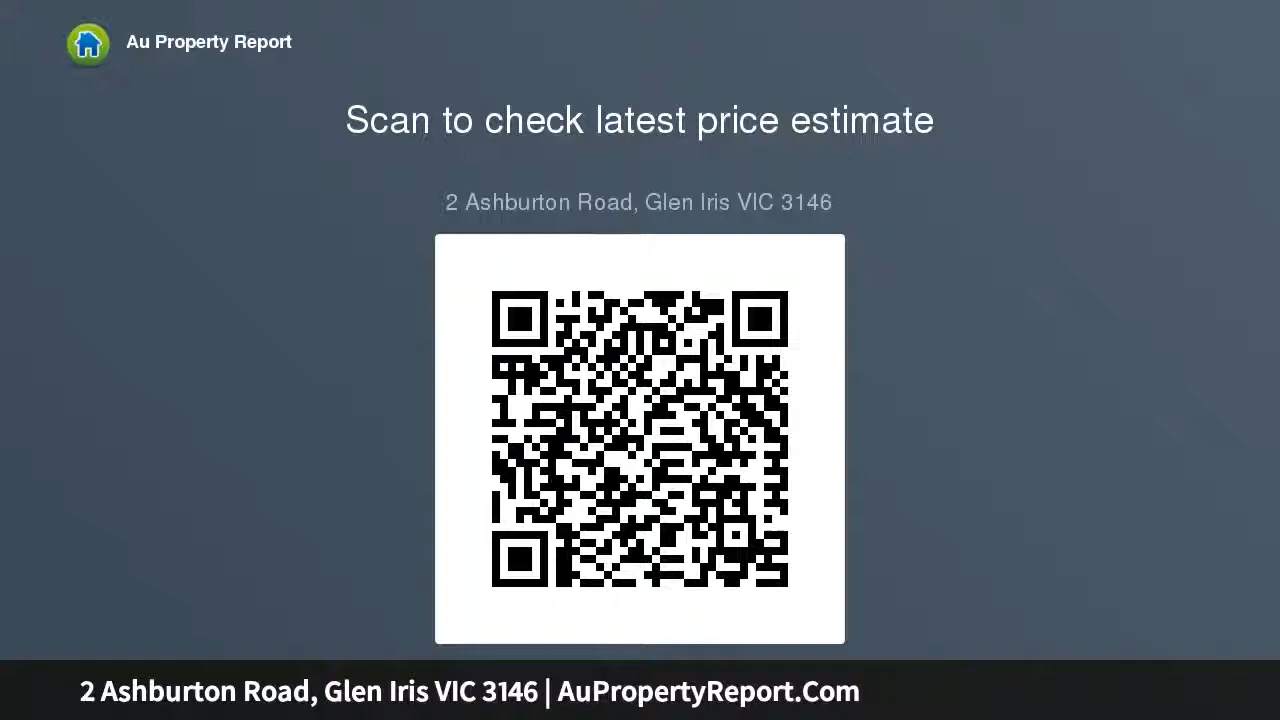 Au Property Report
Scan to check latest price estimate
2 Ashburton Road, Glen Iris VIC 3146
2 Ashburton Road, Glen Iris VIC 3146 | AuPropertyReport.Com